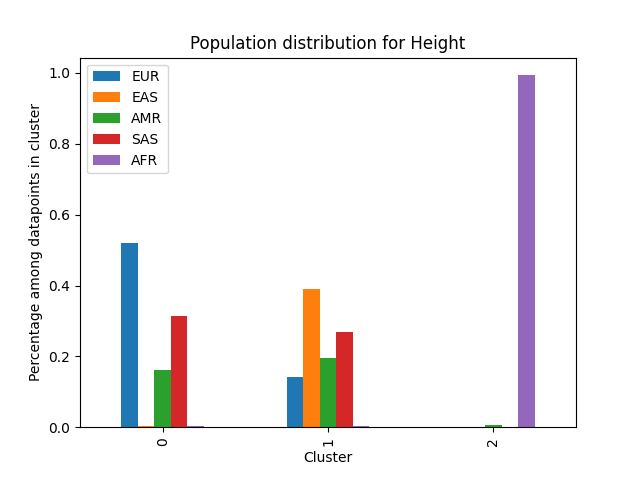 Population distribution for Height
EUR
EAS
AMR
SAS
AFR
Percentage among datapoints in cluster
1.0
0.8
0.6
0.4
0.2
0.0
0
1
2
Cluster